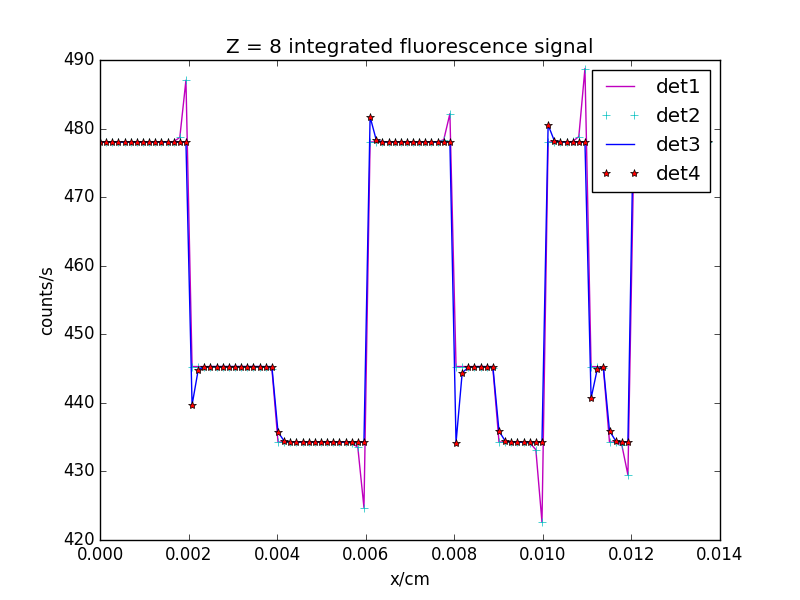 Z = 8 integrated fluorescence signal
490
480
470
460
450
440
430
420
counts/s
det1
det2
det3
det4
0.000 0.002 0.004 0.006 0.008 0.010 0.012 0.014
x/cm